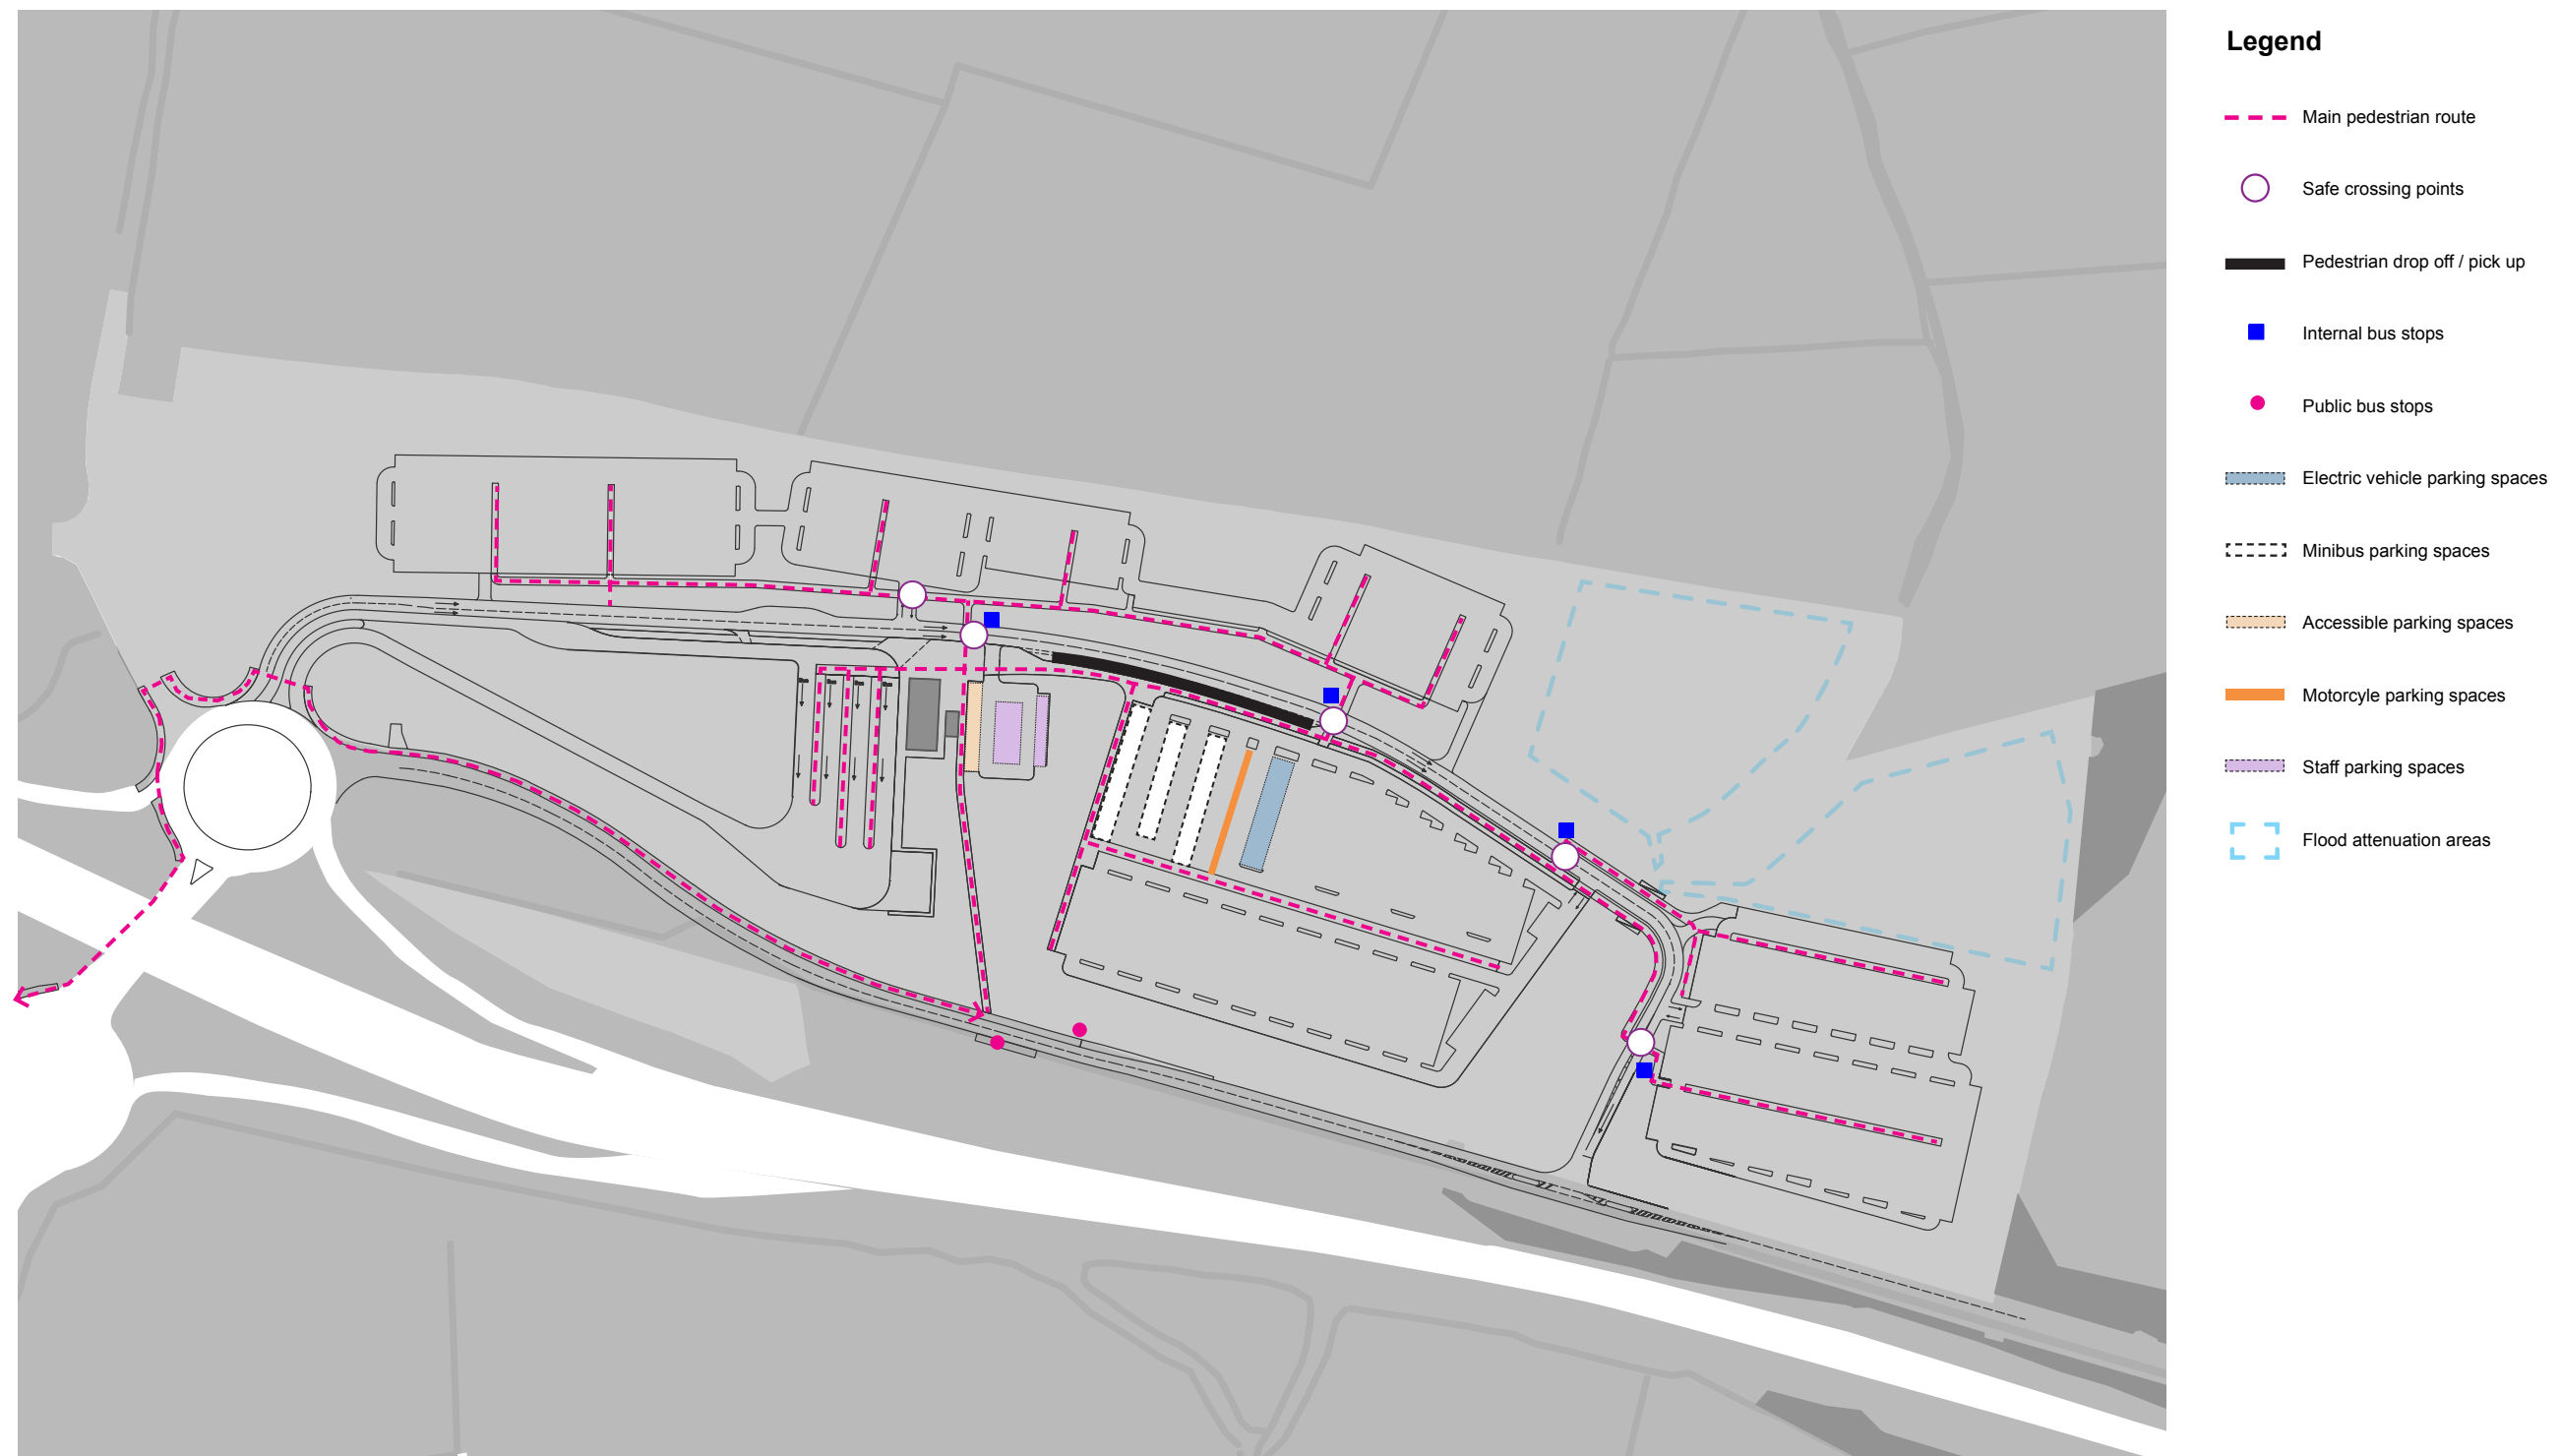 Legend
Main pedestrian route
Safe crossing points
Pedestrian drop off / pick up
Internal bus stops
Public bus stops
Electric vehicle parking spaces
Minibus parking spaces
Accessible parking spaces
Motorcyle parking spaces
Staff parking spaces
Flood attenuation areas